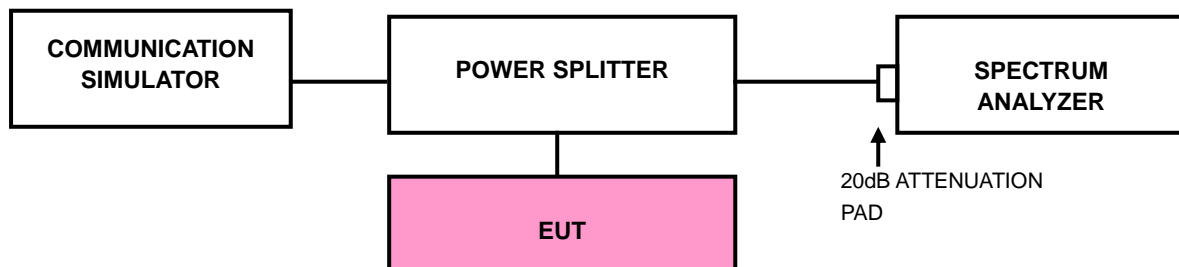 COMMUNICATION
SIMULATOR
POWER SPLITTER
SPECTRUM
ANALYZER
20dB ATTENUATION
PAD
EUT